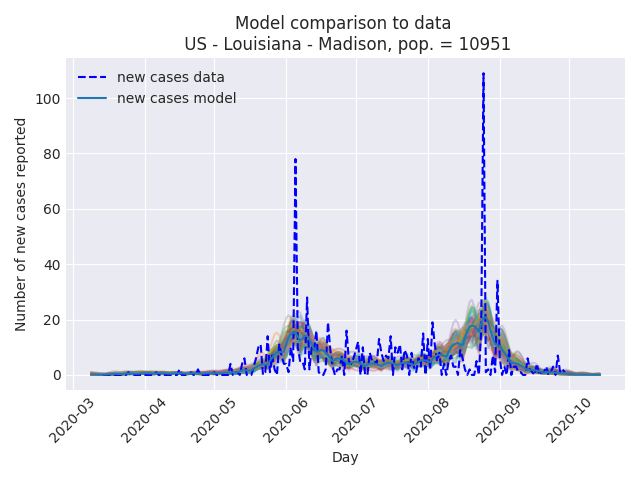 Model comparison to data
US - Louisiana - Madison, pop. = 10951
new cases data
new cases model
Number of new cases reported
100
80
60
40
20
0
2020-03
2020-04
2020-05
2020-06
2020-07
2020-08
2020-09
2020-10
Day